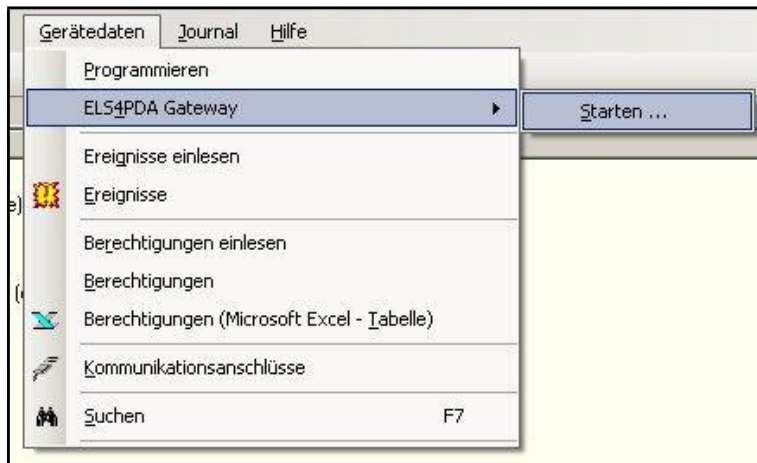 Gerätedaten Journal Hilfe
Programmieren
ELS4PDA Gateway
Starten ...
Ereignisse einlesen
e)
Ereignisse
Berechtigungen einlesen
Berechtigungen
Berechtigungen (Microsoft Excel - Tabelle)
Kommunikationsanschlüsse
Suchen F7